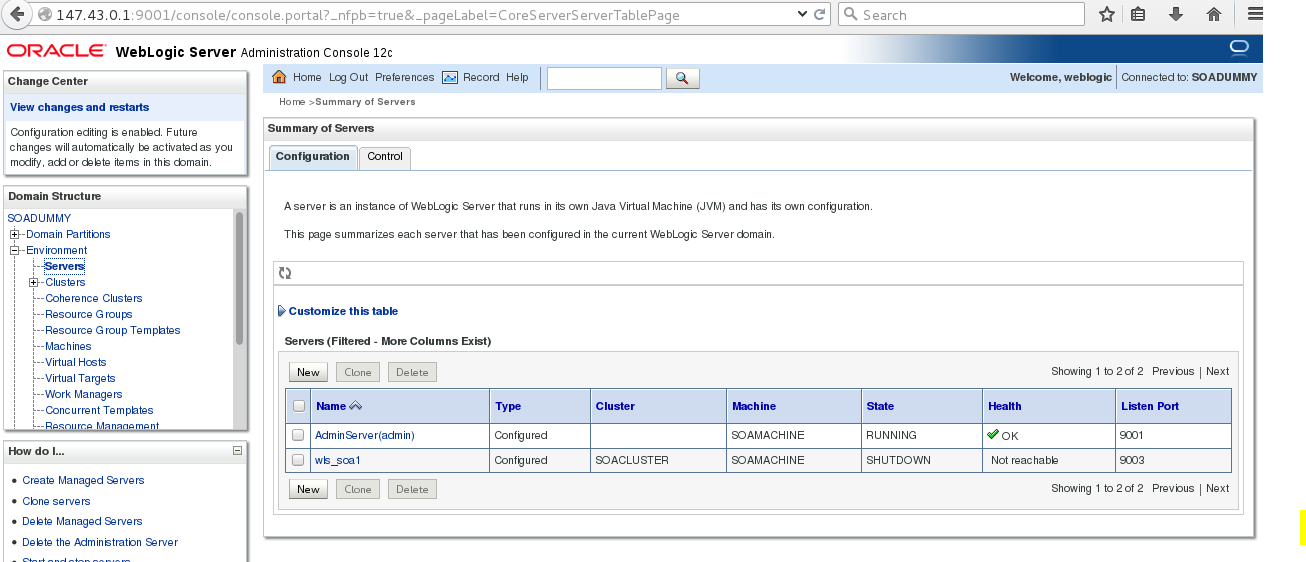 147.43.0.1:9001/console/console.portal?_nfpb=true&_pageLabel=CoreServerServerTablePage
Search
ORACLE WebLogic Server Administration Console 12c
Change Center
View changes and restarts
Configuration editing is enabled. Future
changes will automatically be activated as you
modify, add or delete items in this domain.
Domain Structure
SOADUMMY
Domain Partitions
Environment
Servers
Clusters
Coherence Clusters
Resource Groups
Resource Group Templates
Machines
Virtual Hosts
Virtual Targets
Work Managers
Concurrent Templates
Resource Management
How do I...
Create Managed Servers
Clone servers
Delete Managed Servers
Delete the Administration Server
Start and stop servers
Home Log Out Preferences Record Help
Welcome, weblogic Connected to: SOADUMMY
Home >Summary of Servers
Summary of Servers
Configuration Control
A server is an instance of WebLogic Server that runs in its own Java Virtual Machine (JVM) and has its own configuration.
This page summarizes each server that has been configured in the current WebLogic Server domain.
Customize this table
Servers (Filtered - More Columns Exist)
New Clone Delete Showing 1 to 2 of 2 Previous | Next
Name Type Cluster Machine State Health Listen Port
AdminServer(admin) Configured SOAMACHINE RUNNING OK 9001
wls_soa1 Configured SOACLUSTER SOAMACHINE SHUTDOWN Not reachable 9003
New Clone Delete Showing 1 to 2 of 2 Previous | Next